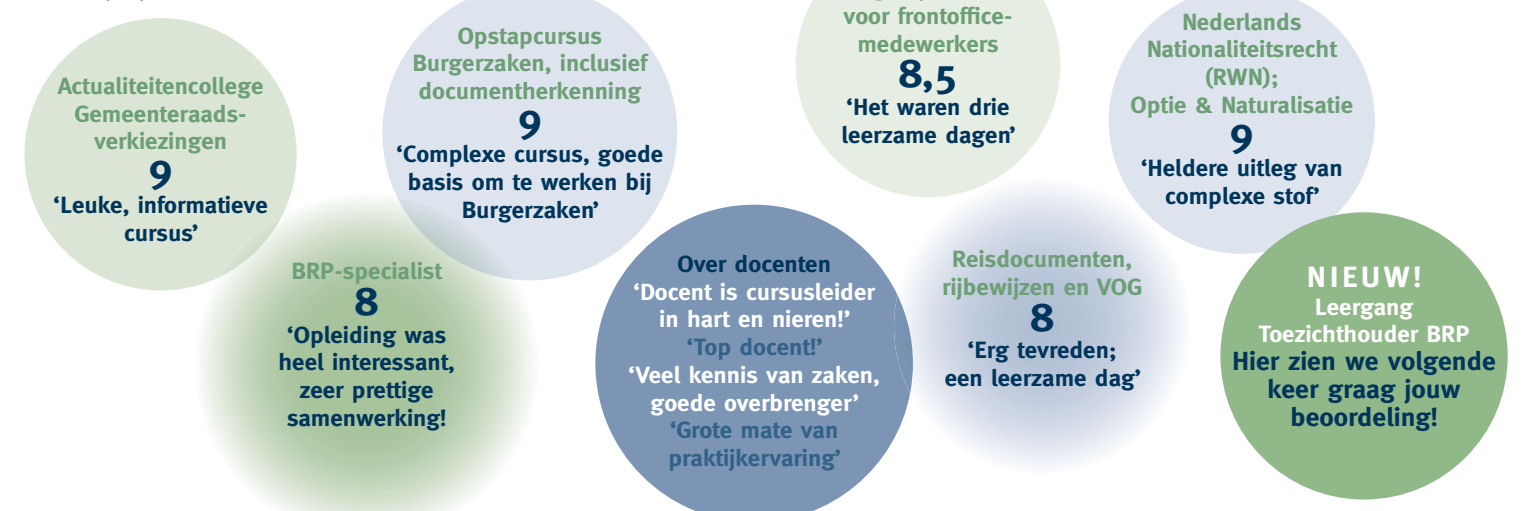 Actualiteitencollege
Gemeenteraads-
verkiezingen
9
‘Leuke, informatieve
cursus’
Opstapcursus
Burgerzaken, inclusief
documentherkenning
9
‘Complexe cursus, goede
basis om te werken bij
Burgerzaken’
voor frontoffice-
medewerkers
8,5
‘Het waren drie
leerzame dagen’
Nederlands
Nationaliteitsrecht
(RWN);
Optie & Naturalisatie
9
‘Heldere uitleg van
complexe stof’
BRP-specialist
8
‘Opleiding was
heel interessant,
zeer prettige
samenwerking!
Over docenten
‘Docent is cursusleider
in hart en nieren!’
‘Top docent!’
‘Veel kennis van zaken,
goede overbrenger’
‘Grote mate van
praktijkervaring’
Reisdocumenten,
rijbewijzen en VOG
8
‘Erg tevreden;
een leerzame dag’
NIEUW!
Leergang
Toezichthouder BRP
Hier zien we volgende
keer graag jouw
beoordeling!